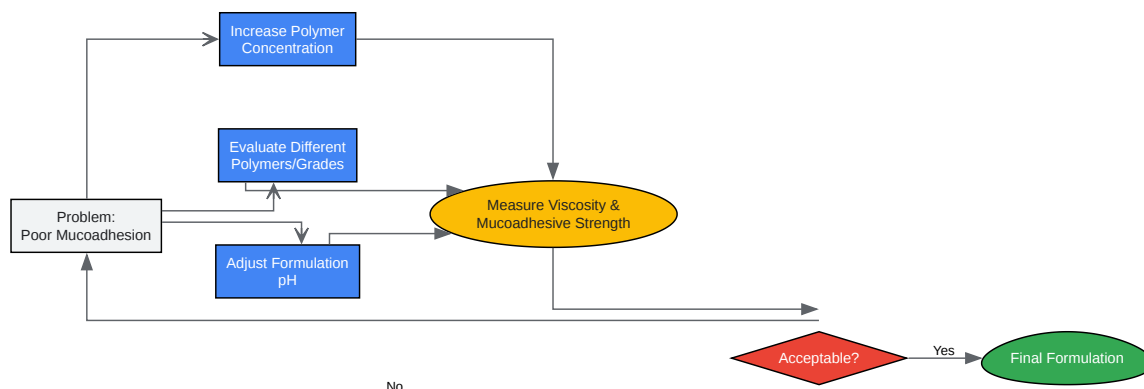 Increase Polymer
Concentration
Evaluate Different
Polymers/Grades
Problem:
Poor Mucoadhesion
Measure Viscosity &
Mucoadhesive Strength
Adjust Formulation
pH
Acceptable?
Yes
Final Formulation
No